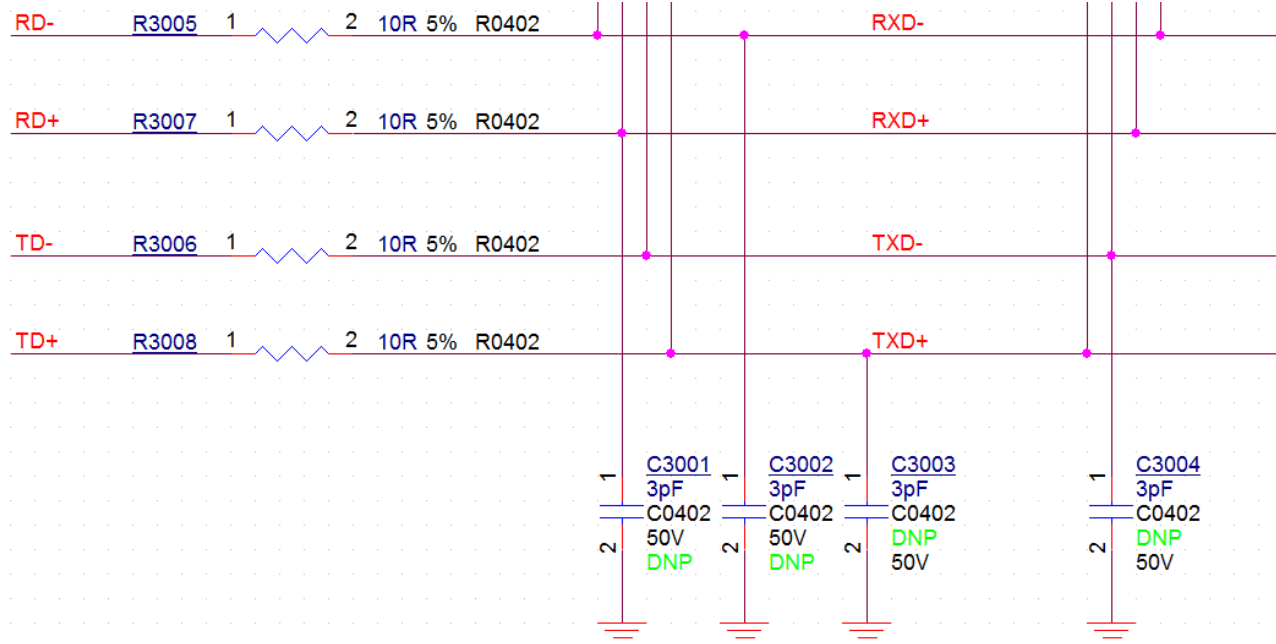 RD- R3005 1 2 10R 5% R0402 RXD-
RD+ R3007 1 2 10R 5% R0402 RXD+
TD- R3006 1 2 10R 5% R0402 TXD-
TD+ R3008 1 2 10R 5% R0402 TXD+
1 C3001 1 C3002 1 C3003 1 C3004
3pF 3pF 3pF 3pF
C0402 C0402 C0402 C0402
2 50V 2 50V 2 DNP 2 DNP
DNP DNP 50V 50V